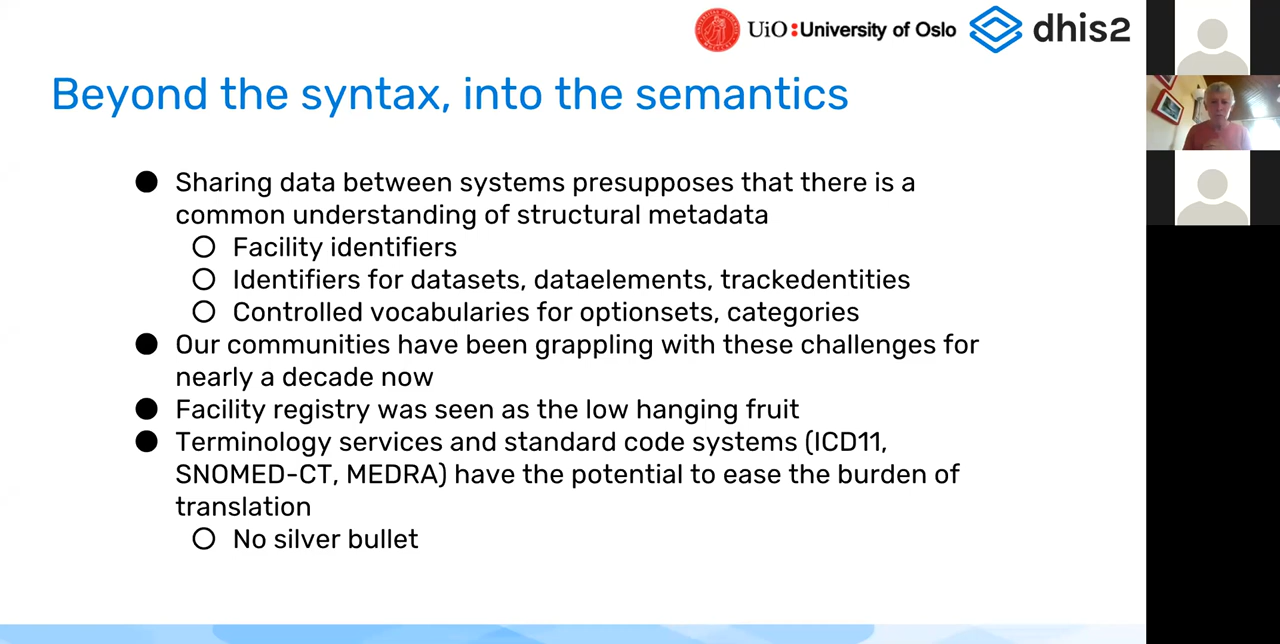 UiO : University of Oslo dhis2
Beyond the syntax, into the semantics
● Sharing data between systems presupposes that there is a
common understanding of structural metadata
○ Facility identifiers
○ Identifiers for datasets, dataelements, trackedentities
○ Controlled vocabularies for optionsets, categories
● Our communities have been grappling with these challenges for
nearly a decade now
● Facility registry was seen as the low hanging fruit
● Terminology services and standard code systems (ICD11,
SNOMED-CT, MEDRA) have the potential to ease the burden of
translation
○ No silver bullet